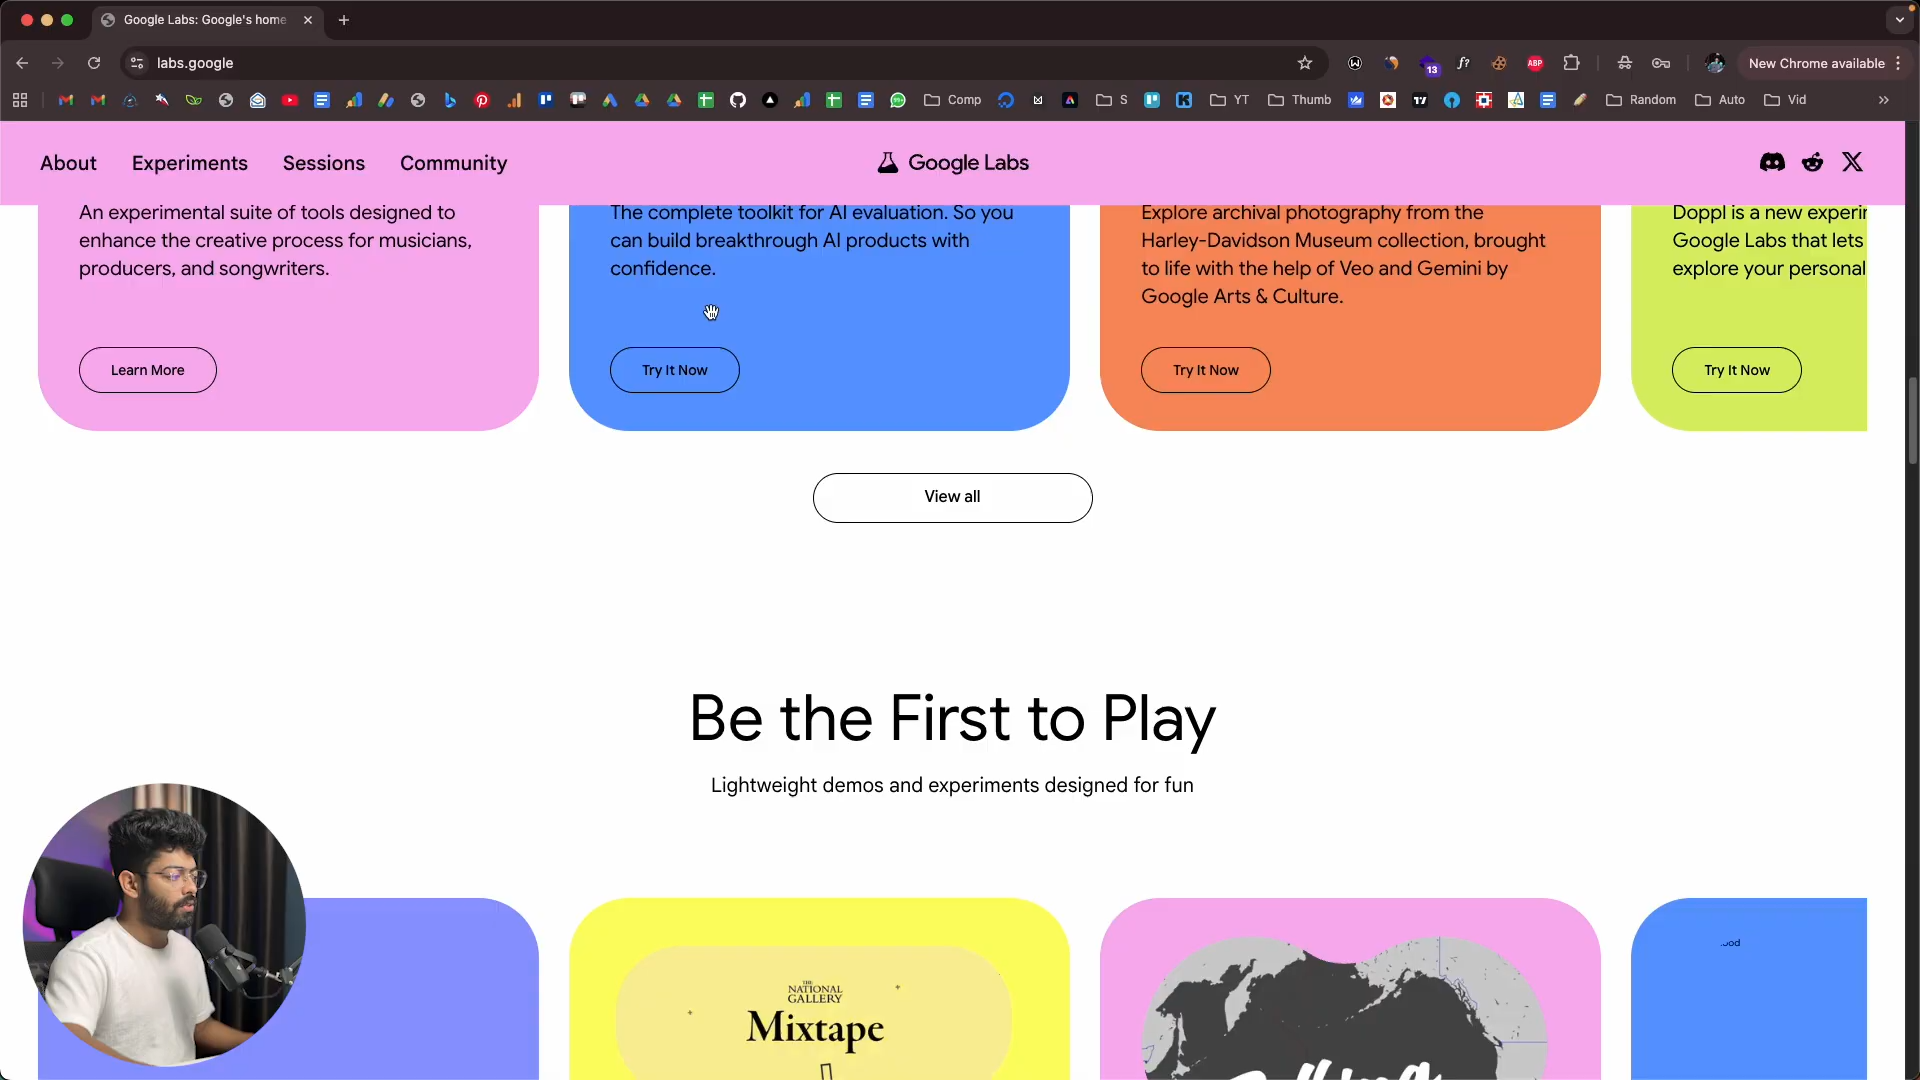 Google Labs: Google's home
labs.google
13
ABP
New Chrome available
Comp
S
YT
Thumb
Random
Auto
Vid
About
Experiments
Sessions
Community
Google Labs
An experimental suite of tools designed to
enhance the creative process for musicians,
producers, and songwriters.
Learn More
The complete toolkit for AI evaluation. So you
can build breakthrough AI products with
confidence.
Try It Now
Explore archival photography from the
Harley-Davidson Museum collection, brought
to life with the help of Veo and Gemini by
Google Arts & Culture.
Try It Now
Doppl is a new experi
Google Labs that lets
explore your personal
Try It Now
View all
Be the First to Play
Lightweight demos and experiments designed for fun
THE
NATIONAL
GALLERY
Mixtape